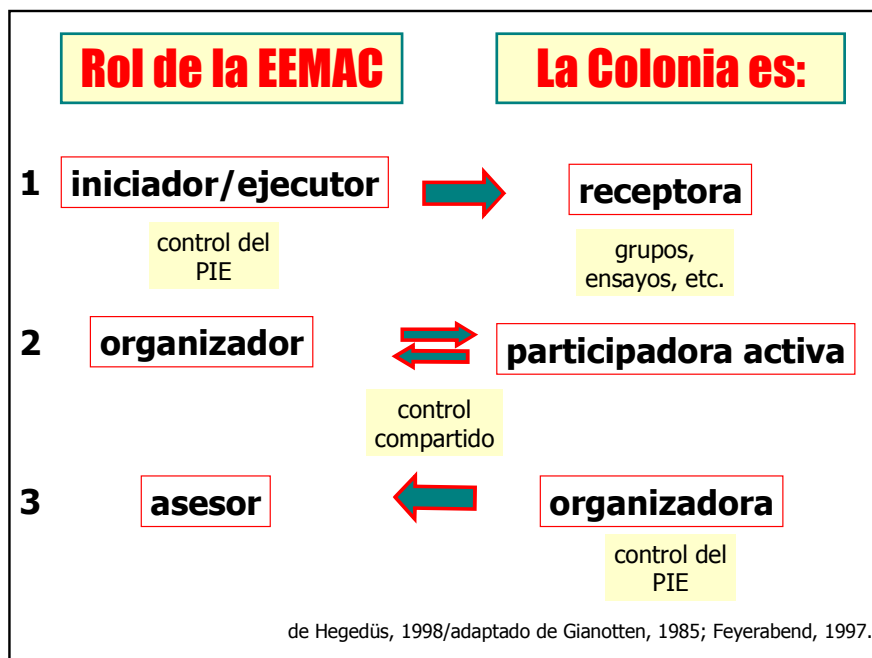 Rol de la EEMAC
La Colonia es:
1
iniciador/ejecutor
receptora
control del
PIE
grupos,
ensayos, etc.
2
organizador
participadora activa
control
compartido
3
asesor
organizadora
control del
PIE
de Hegedüs, 1998/adaptado de Gianotten, 1985; Feyerabend, 1997.